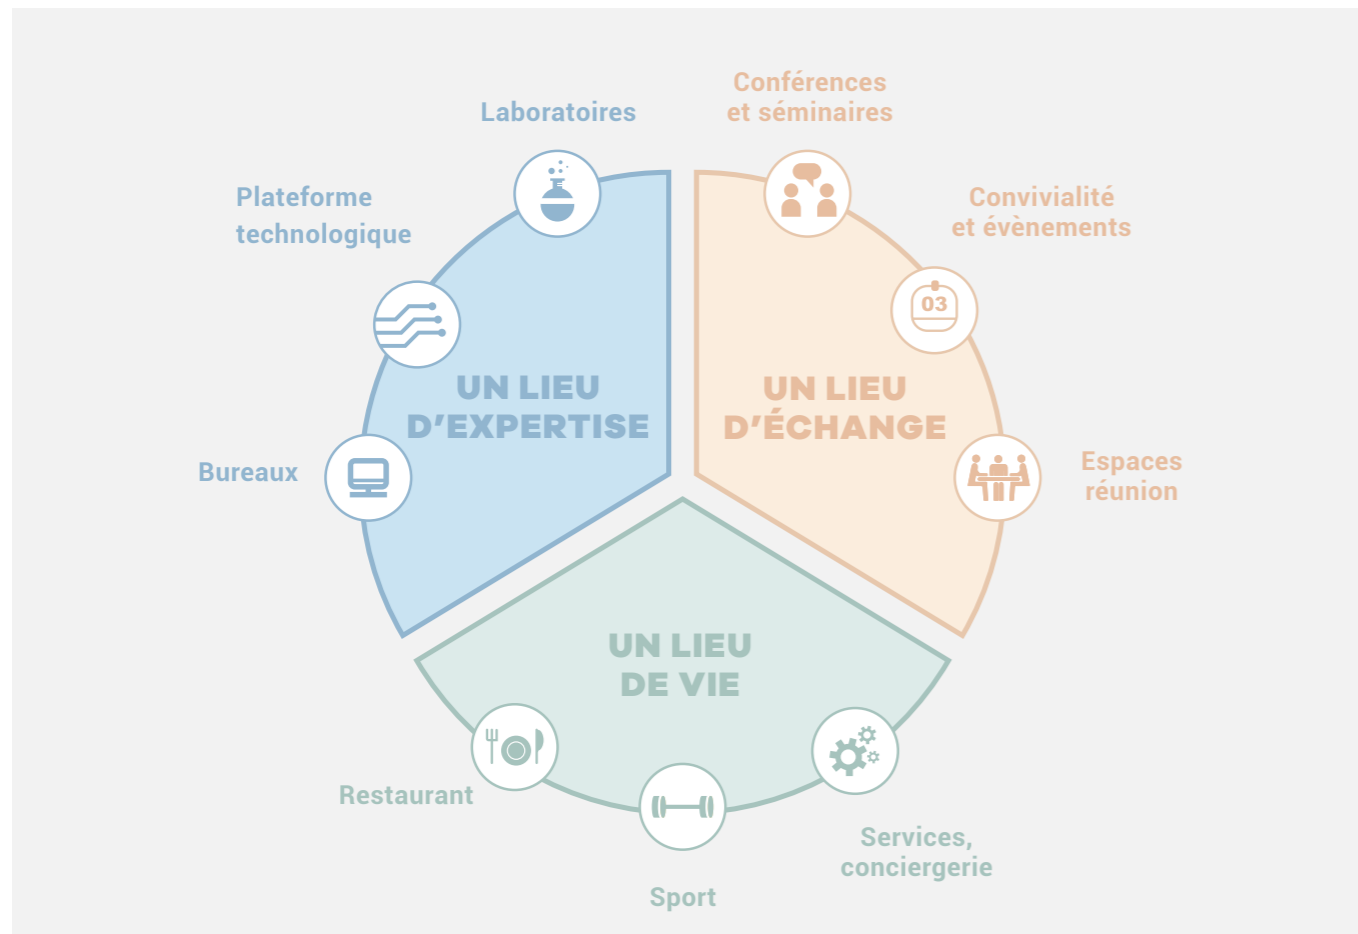 Conférences
et séminaires
Laboratoires
Plateforme
technologique
Convivialité
et évènements
03
UN LIEU
D'EXPERTISE
UN LIEU
D'ÉCHANGE
Bureaux
Espaces
réunion
UN LIEU
DE VIE
Restaurant
Services,
conciergerie
Sport